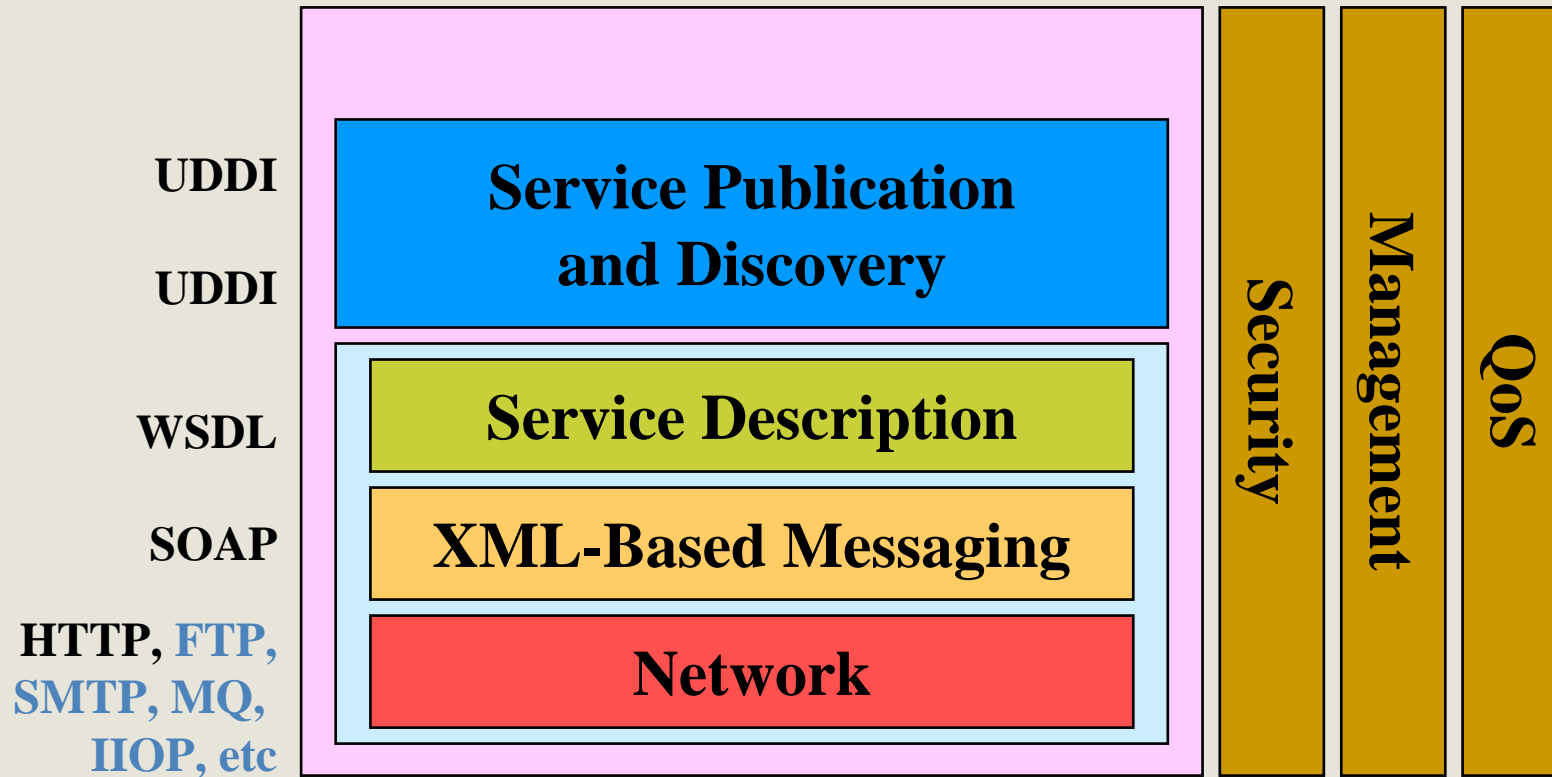 UDDI
UDDI
WSDL
SOAP
HTTP, FTP,
SMTP, MQ,
IIOP, etc
Service Publication
and Discovery
Service Description
XML-Based Messaging
Network
Security
Management
QoS